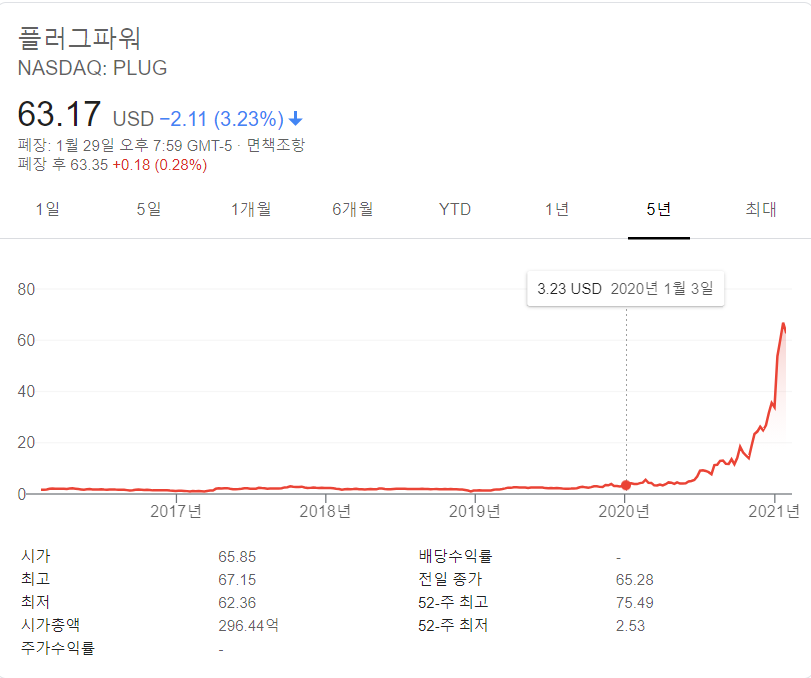 플러그파워
NASDAQ: PLUG
63.17 USD −2.11 (3.23%)
폐장: 1월 29일 오후 7:59 GMT-5 · 면책조항
폐장 후 63.35 +0.18 (0.28%)
1일 5일 1개월 6개월 YTD 1년 5년 최대
3.23 USD 2020년 1월 3일
80
60
40
20
0
2017년 2018년 2019년 2020년 2021년
시가 65.85 배당수익률 -
최고 67.15 전일 종가 65.28
최저 62.36 52-주 최고 75.49
시가총액 296.44억 52-주 최저 2.53
주가수익률 -